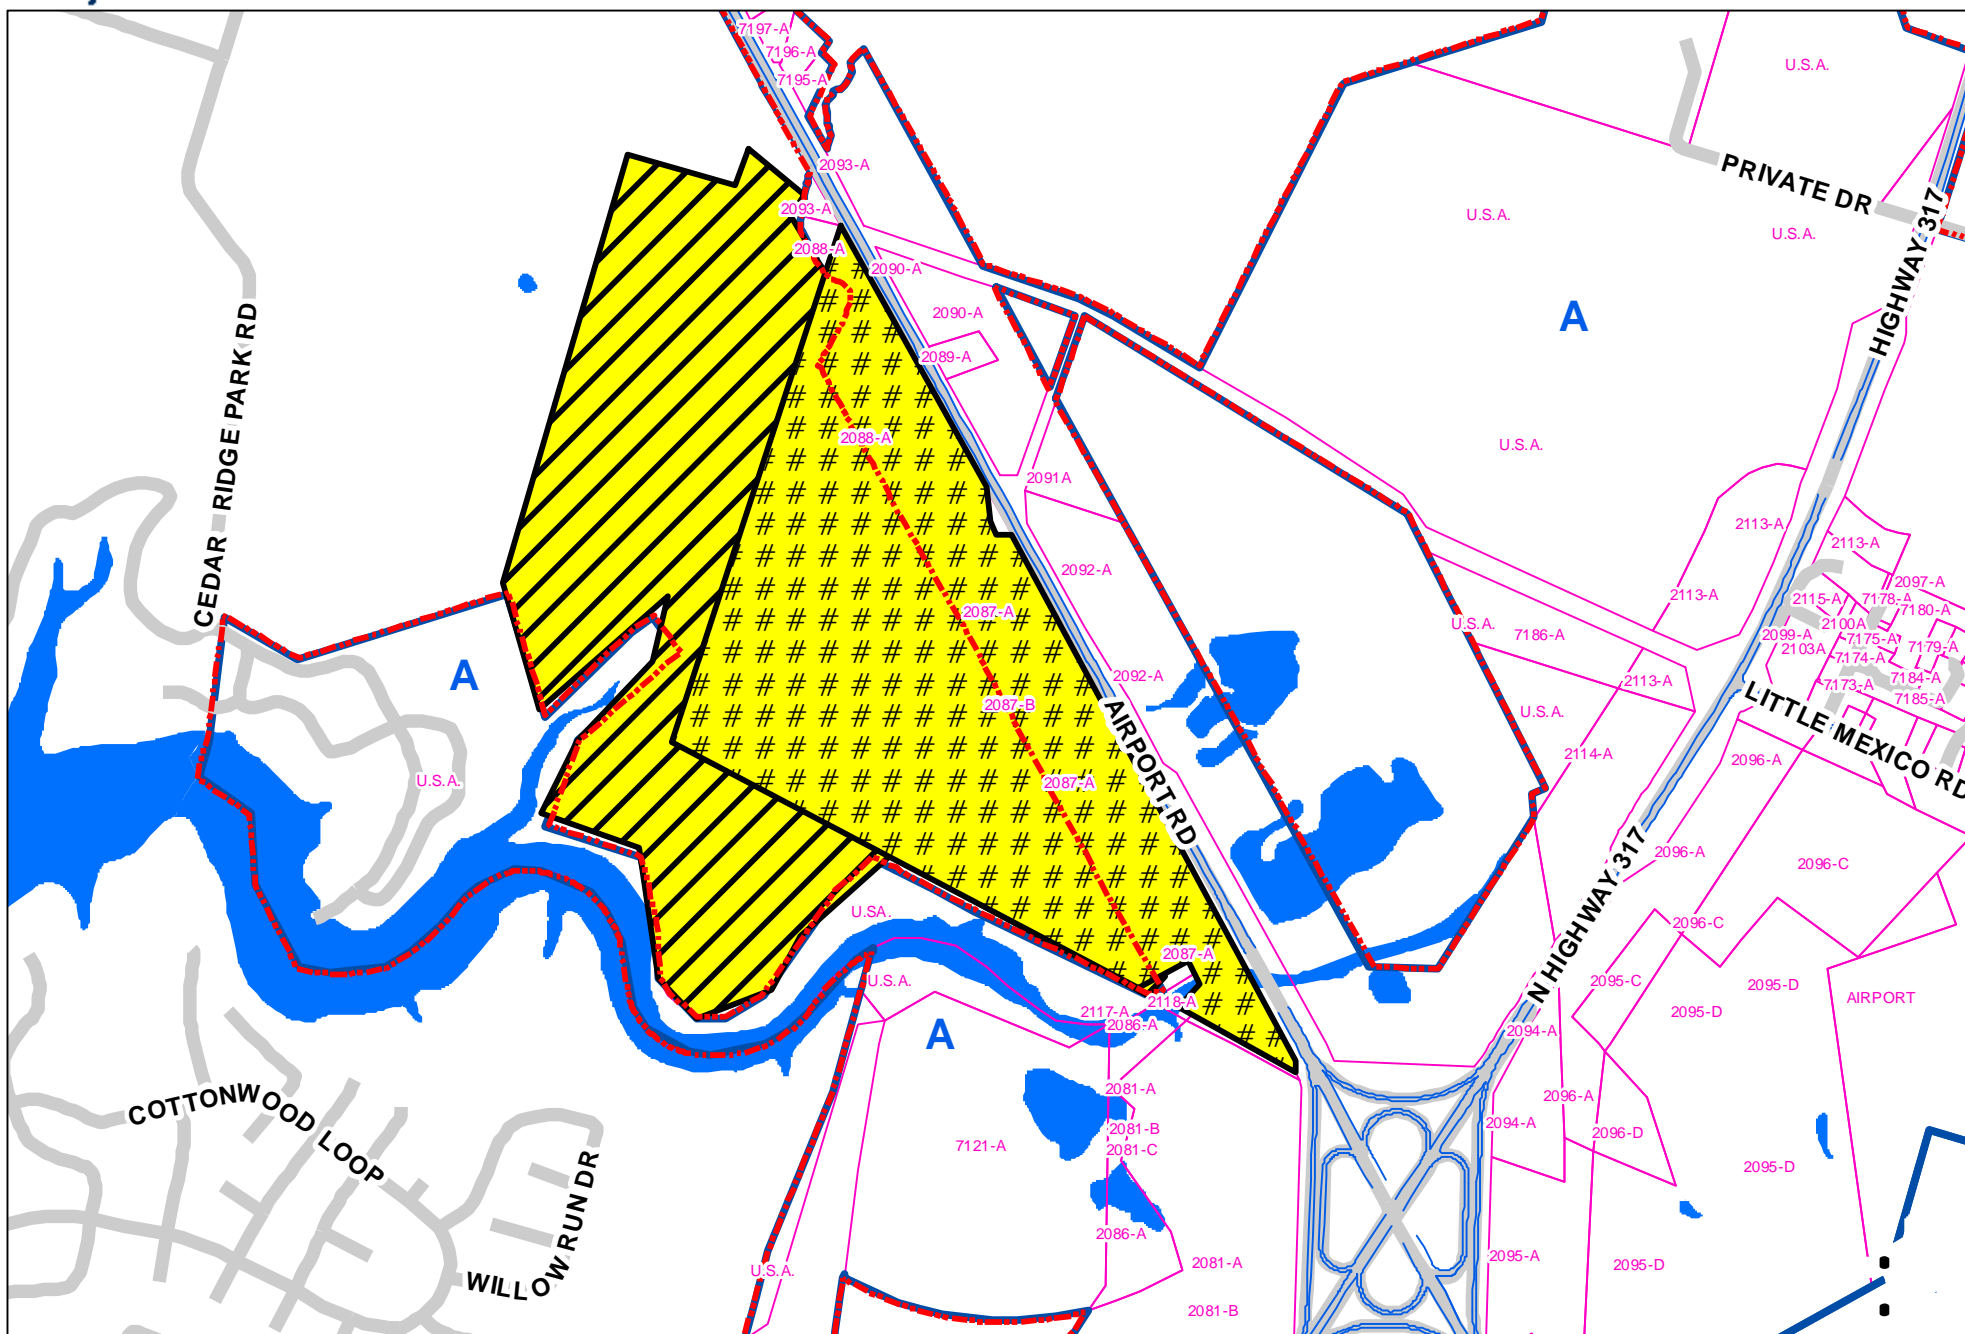 7197-A
7196-A
7195-A
U.S.A.
2093-A
PRIVATE DR
2093-A
U.S.A.
U.S.A.
HIGHWAY 317
2088-A
2090-A
2090-A
A
2089-A
CEDAR RIDGE PARK RD
2088-A
U.S.A.
2091A
2113-A
2113-A
2092-A
2097-A
2113-A
2115-A
7178-A
7180-A
2087-A
U.S.A.
7186-A
2100A
2099-A
7175-A
7179-A
2103A
7174-A
A
2092-A
2113-A
7173-A
7184-A
7185-A
2087-B
U.S.A.
AIRPORT RD
LITTLE MEXICO RD
2114-A
2096-A
U.S.A.
2087-A
2096-A
2096-C
N HIGHWAY 317
U.SA.
2096-C
2087-A
U.S.A.
2095-C
2095-D
AIRPORT
2118-A
2117-A
2086-A
2095-D
2094-A
A
2081-A
2096-A
COTTONWOOD LOOP
2094-A
2081-B
2096-D
7121-A
2081-C
2095-D
WILLOW RUN DR
2086-A
2095-A
U.S.A.
2081-A
2095-D
2081-B